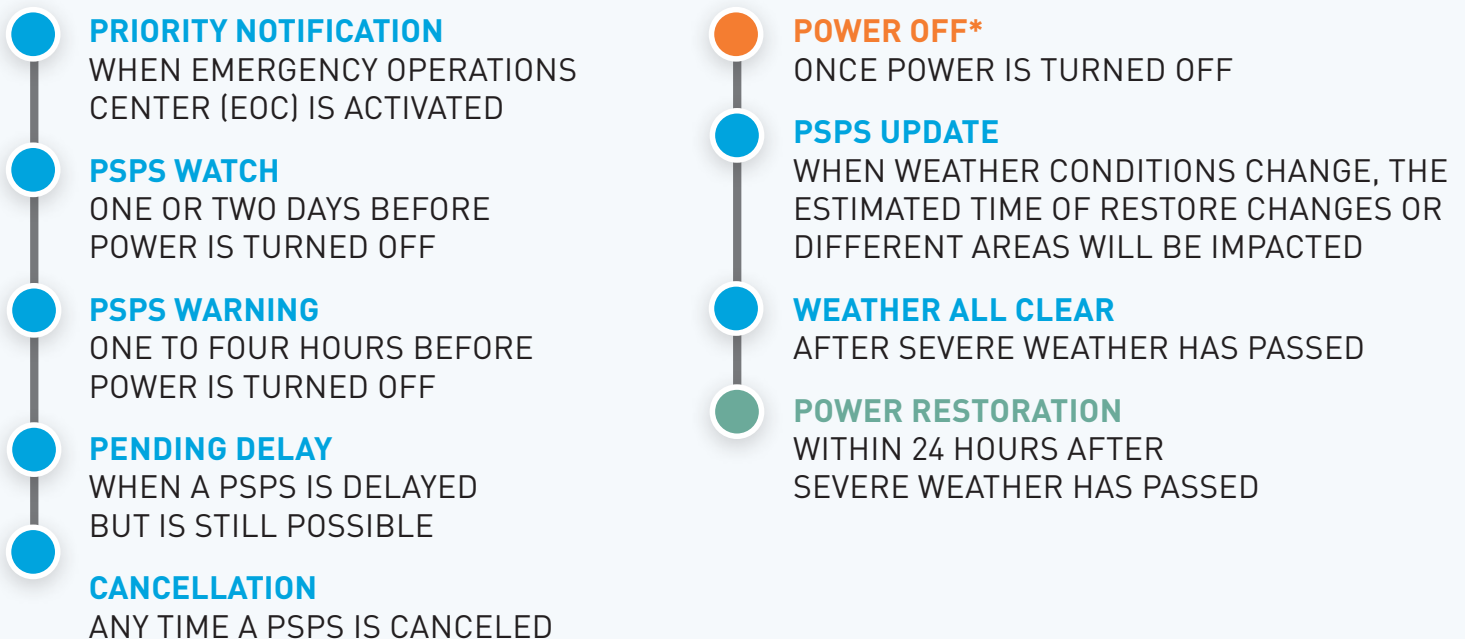 PRIORITY NOTIFICATION
WHEN EMERGENCY OPERATIONS
CENTER (EOC) IS ACTIVATED
PSPS WATCH
ONE OR TWO DAYS BEFORE
POWER IS TURNED OFF
PSPS WARNING
ONE TO FOUR HOURS BEFORE
POWER IS TURNED OFF
PENDING DELAY
WHEN A PSPS IS DELAYED
BUT IS STILL POSSIBLE
CANCELLATION
ANY TIME A PSPS IS CANCELED
POWER OFF*
ONCE POWER IS TURNED OFF
PSPS UPDATE
WHEN WEATHER CONDITIONS CHANGE, THE
ESTIMATED TIME OF RESTORE CHANGES OR
DIFFERENT AREAS WILL BE IMPACTED
WEATHER ALL CLEAR
AFTER SEVERE WEATHER HAS PASSED
POWER RESTORATION
WITHIN 24 HOURS AFTER
SEVERE WEATHER HAS PASSED